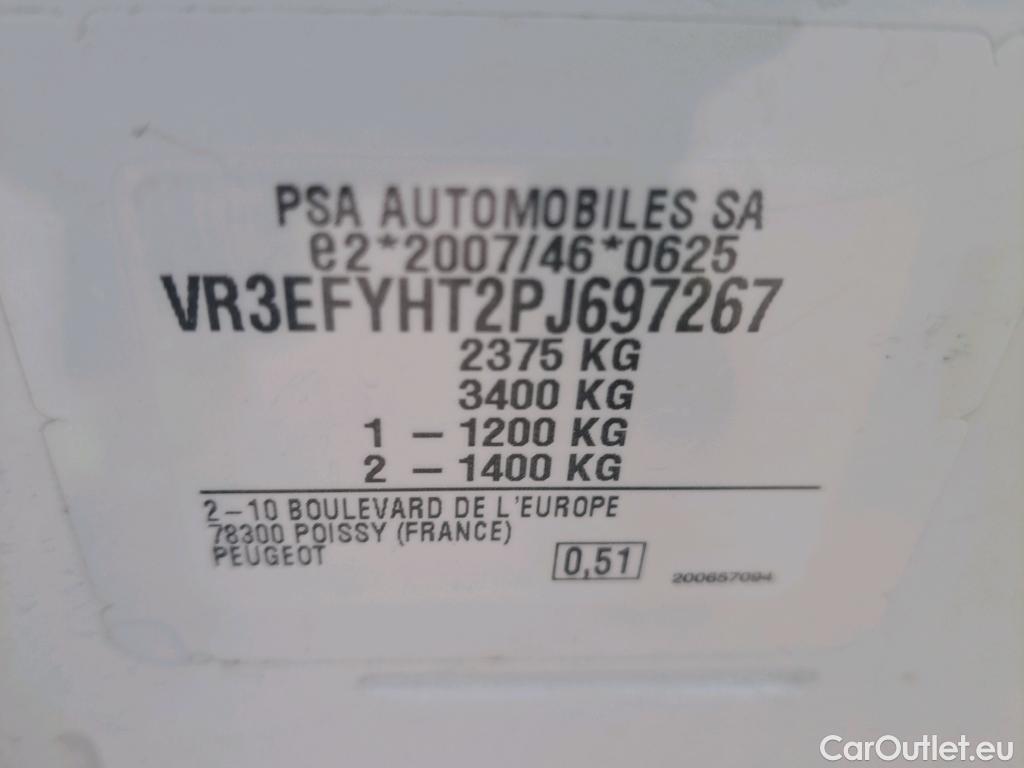 PSA AUTOMOBILES SA
e2*2007/46*0625
VR3EFYHT2PJ697267
2375 KG
3400 KG
1 - 1200 KG
2 - 1400 KG
2-10 BOULEVARD DE L'EUROPE
78300 POISSY (FRANCE)
PEUGEOT
0,51
200657094
CarOutlet.eu